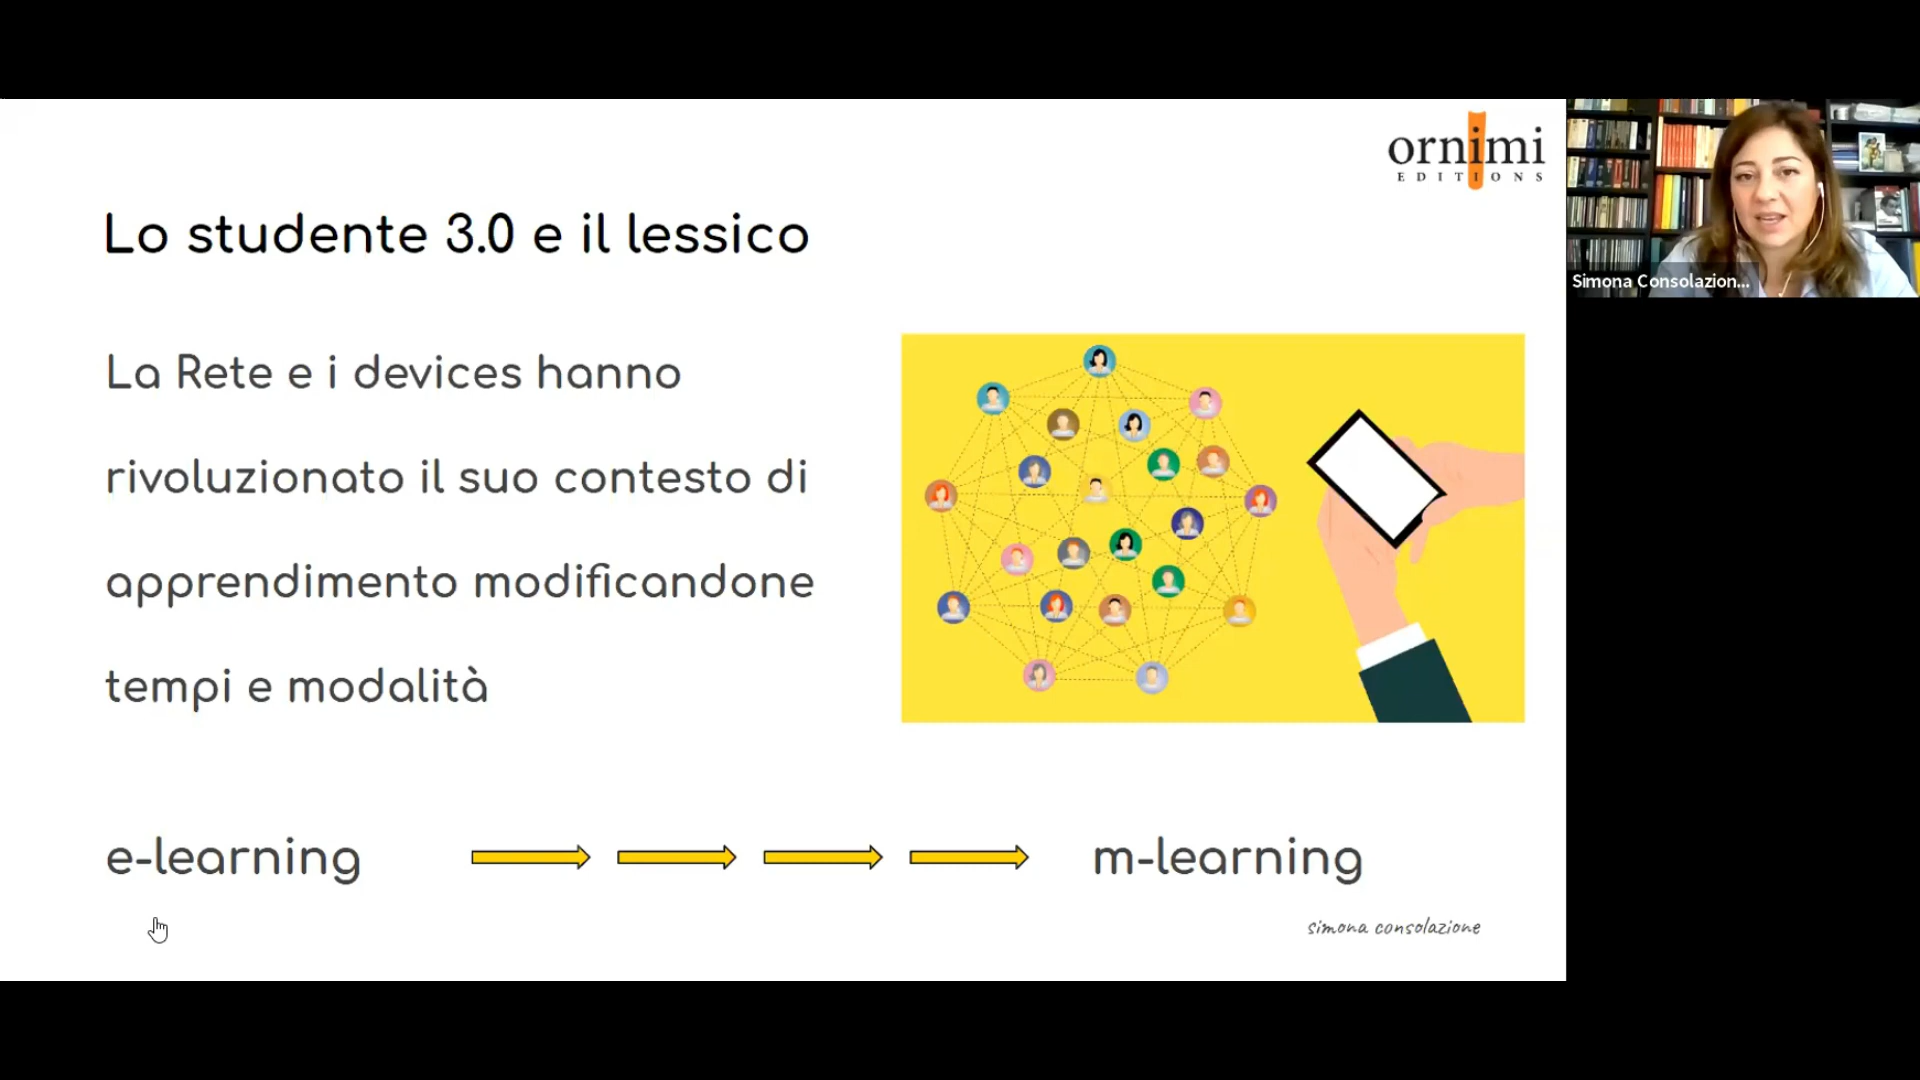 ornimi
EDITIONS
Lo studente 3.0 e il lessico
La Rete e i devices hanno
rivoluzionato il suo contesto di
apprendimento modificandone
tempi e modalità
e-learning
m-learning
simona consolazione
Simona Consolazion...